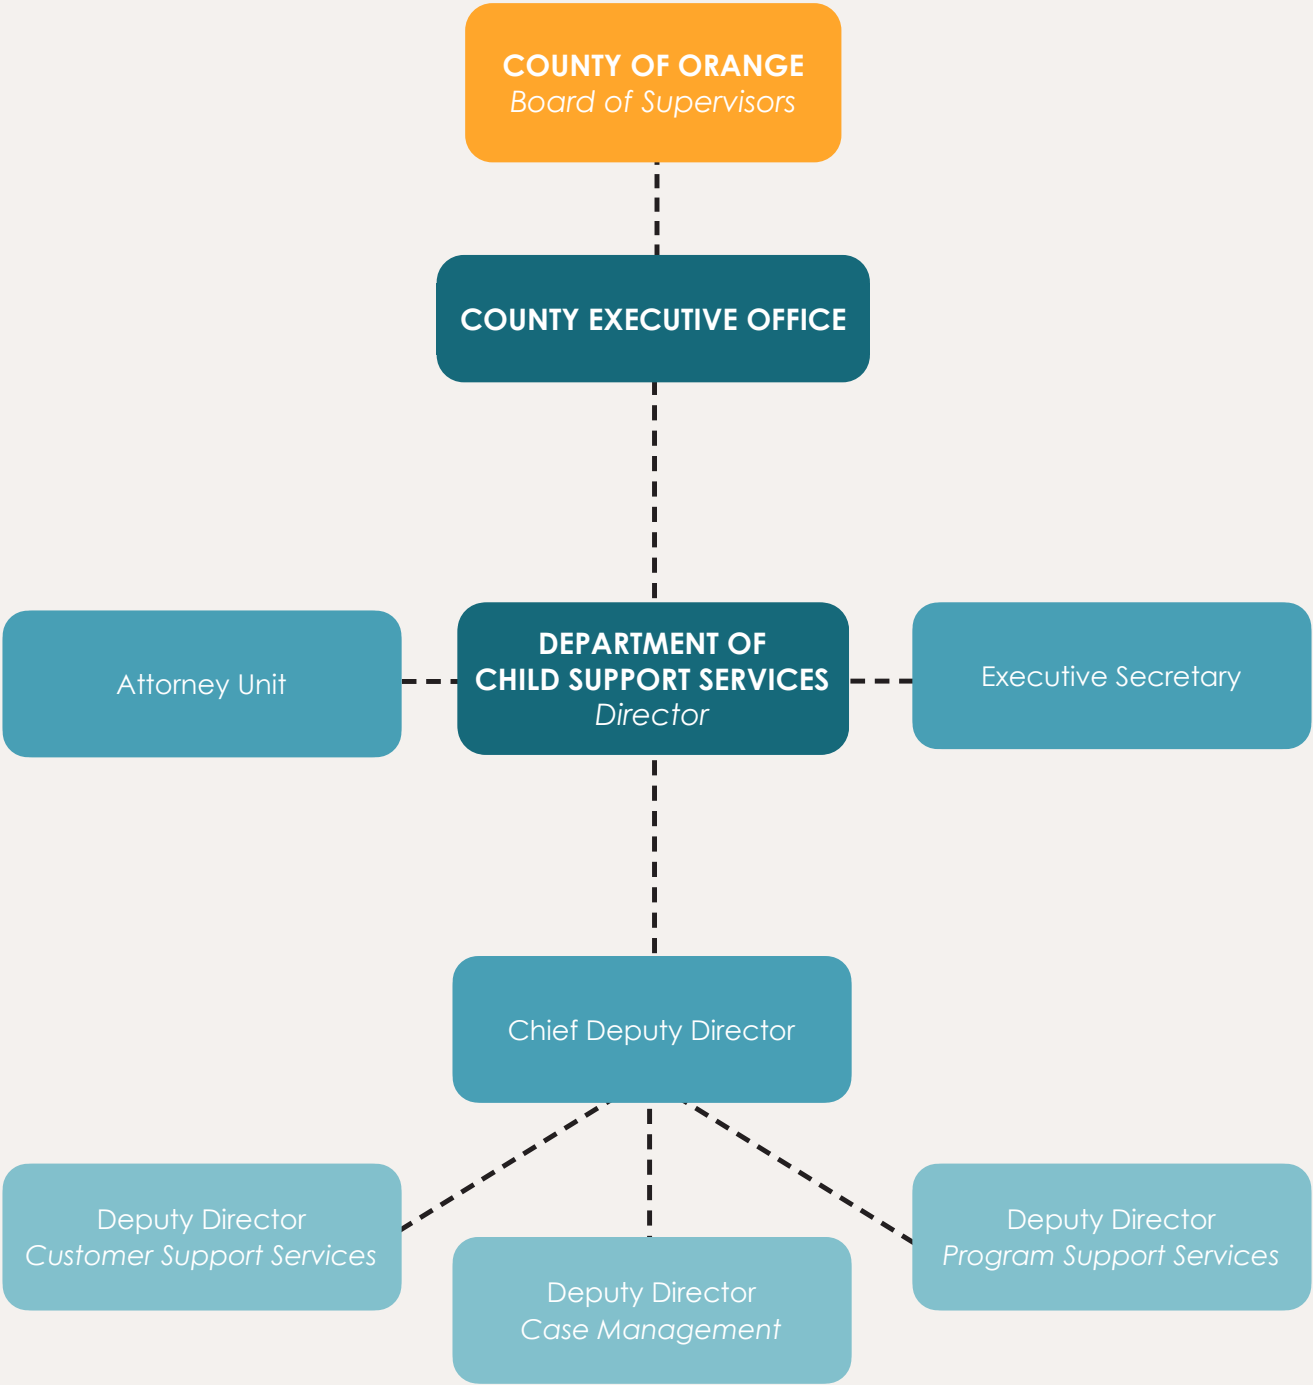 COUNTY OF ORANGE
Board of Supervisors
COUNTY EXECUTIVE OFFICE
Attorney Unit
DEPARTMENT OF
CHILD SUPPORT SERVICES
Director
Executive Secretary
Chief Deputy Director
Deputy Director
Customer Support Services
Deputy Director
Case Management
Deputy Director
Program Support Services